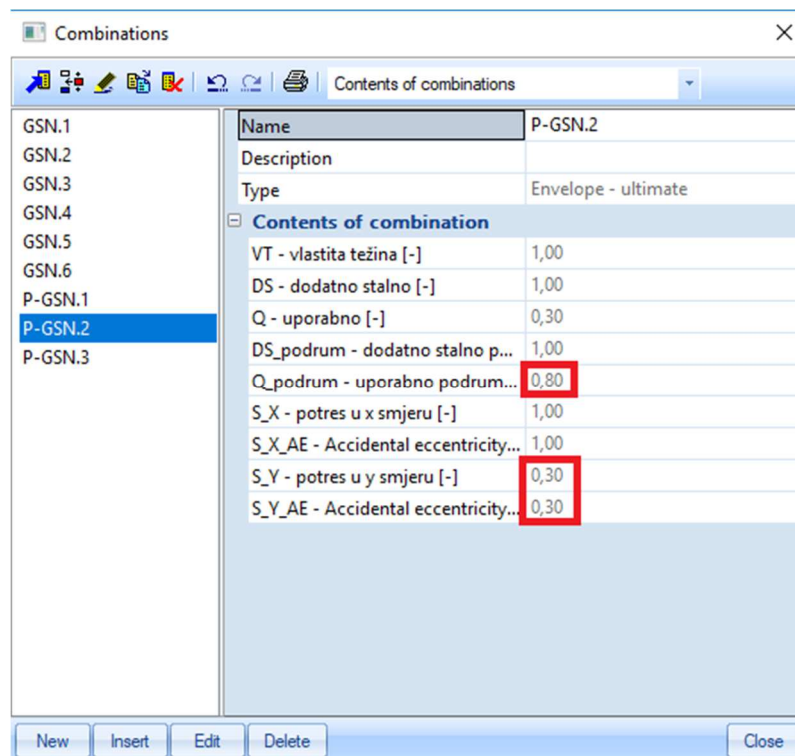 Combinations
Contents of combinations
GSN.1
GSN.2
GSN.3
GSN.4
GSN.5
GSN.6
P-GSN.1
P-GSN.2
P-GSN.3
Name P-GSN.2
Description
Type Envelope - ultimate
Contents of combination
VT - vlastita težina [-] 1,00
DS - dodatno stalno [-] 1,00
Q - uporabno [-] 0,30
DS_podrum - dodatno stalno p... 1,00
Q_podrum - uporabno podrum... 0,80
S_X - potres u x smjeru [-] 1,00
S_X_AE - Accidental eccentricity... 1,00
S_Y - potres u y smjeru [-] 0,30
S_Y_AE - Accidental eccentricity... 0,30
New Insert Edit Delete Close